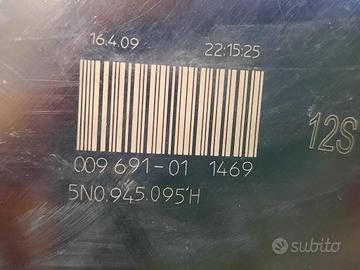 16.4.09 22:15:25
12S
009 691-01 1469
5N0.945.095'H
subito